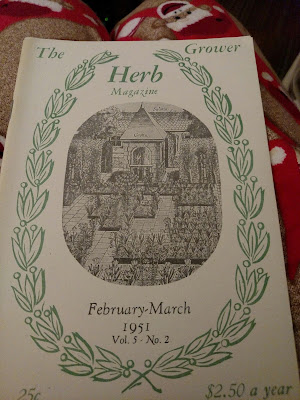 The Grower
Herb
Magazine
February-March
1951
Vol. 5 - No. 2
25c $2.50 a year